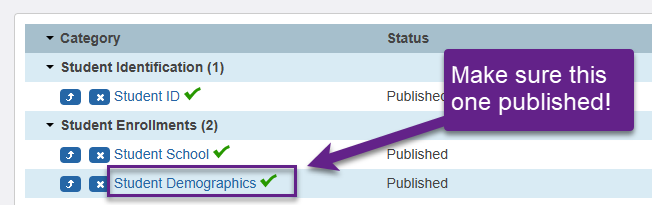 Category Status
Student Identification (1)
Student ID Published
Make sure this
one published!
Student Enrollments (2)
Student School Published
Student Demographics Published